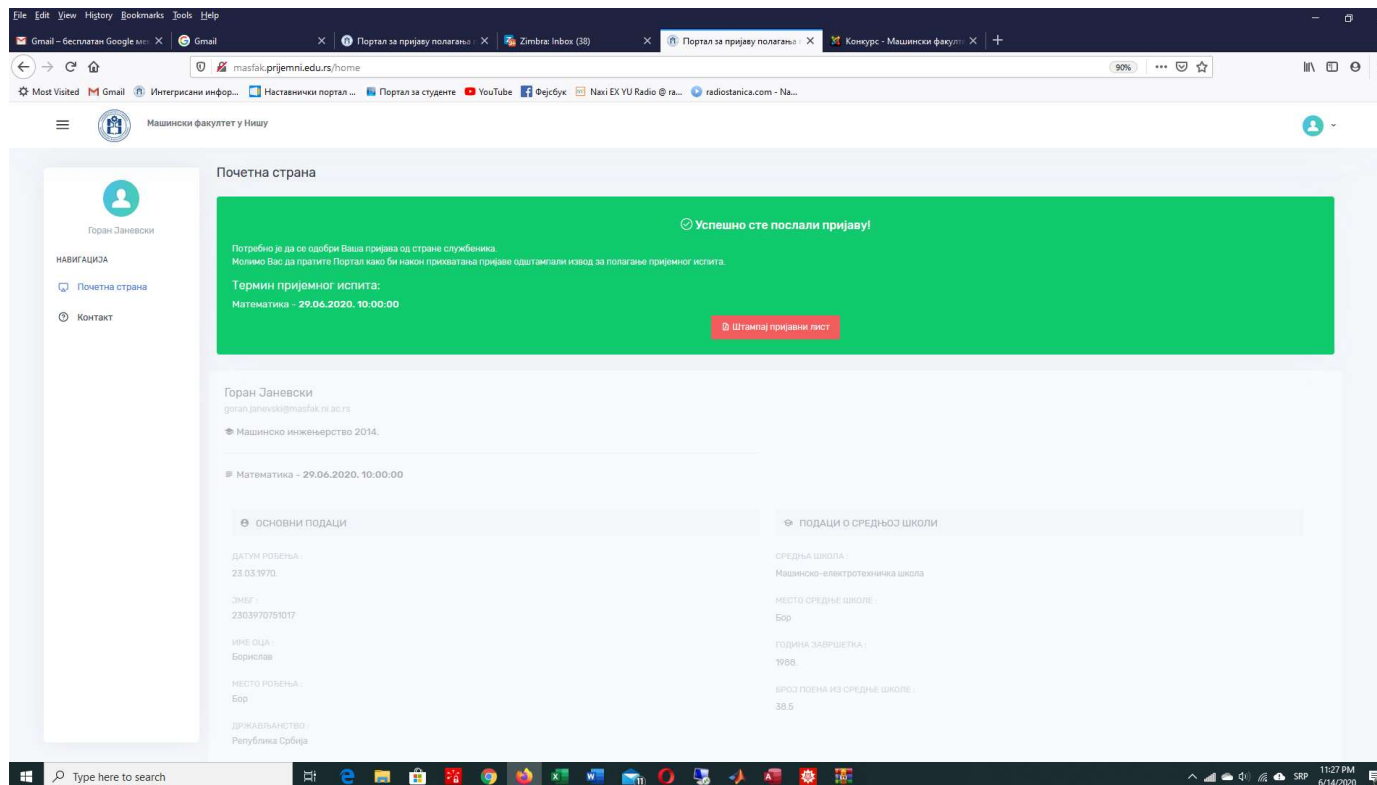 File Edit View History Bookmarks Tools Help
Gmail – бесплатан Google
Gmail
Портал за пријаву полагања
Zimbra: Inbox (38)
Портал за пријаву полагања
Конкурс - Машински факулте
masfak.prijemni.edu.rs/home
90%
Most Visited
Gmail
Интегрисани инфор...
Наставнички портал ...
Портал за студенте
YouTube
Фејсбук
Naxi EX YU Radio @ ra...
radiostanica.com - Na...
Машински факултет у Нишу
Горан Јаневски
НАВИГАЦИЈА
Почетна страна
Контакт
Почетна страна
Успешно сте послали пријаву!
Потребно је да се одобри Ваша пријава од стране службеника.
Молимо Вас да пратите Портал како би након прихватања пријаве одштампали извод за полагање пријемног испита.
Термин пријемног испита:
Математика - 29.06.2020. 10:00:00
Штампај пријавни лист
Горан Јаневски
goran.janevski@masfak.ni.ac.rs
Машинско инжењерство 2014.
Математика - 29.06.2020. 10:00:00
ОСНОВНИ ПОДАЦИ
ДАТУМ РОЂЕЊА :
23.03.1970.
ЈМБГ :
2303970751017
ИМЕ ОЦА :
Борислав
МЕСТО РОЂЕЊА :
Бор
ДРЖАВЉАНСТВО :
Република Србија
ПОДАЦИ О СРЕДЊОЈ ШКОЛИ
СРЕДЊА ШКОЛА :
Машинско-електротехничка школа
МЕСТО СРЕДЊЕ ШКОЛЕ :
Бор
ГОДИНА ЗАВРШЕТКА :
1988.
БРОЈ ПОЕНА ИЗ СРЕДЊЕ ШКОЛЕ :
38.5
Type here to search
SRP
11:27 PM
6/14/2020